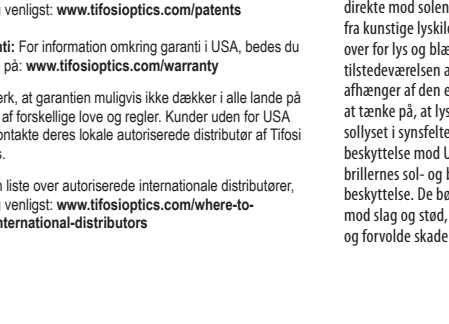 venligst: www.tifosioptics.com/patents
ti: For information omkring garanti i USA, bedes du
på: www.tifosioptics.com/warranty
rk, at garantien muligvis ikke dækker i alle lande på
af forskellige love og regler. Kunder uden for USA
ontakte deres lokale autoriserede distributør af Tifosi
s.
n liste over autoriserede internationale distributører,
venligst: www.tifosioptics.com/where-to-
nternational-distributors
direkte mod solen
fra kunstige lyskild
over for lys og blæ
tilstedeværelsen a
afhænger af den e
at tænke på, at lys
sollyset i synsfelte
beskyttelse mod U
brillernes sol- og b
beskyttelse. De bø
mod slag og stød,
og forvolde skade